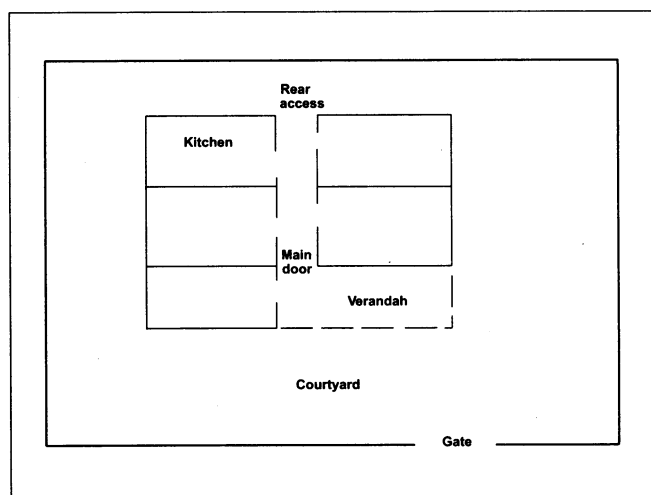 Rear
access
Kitchen
Main
door
Verandah
Courtyard
Gate